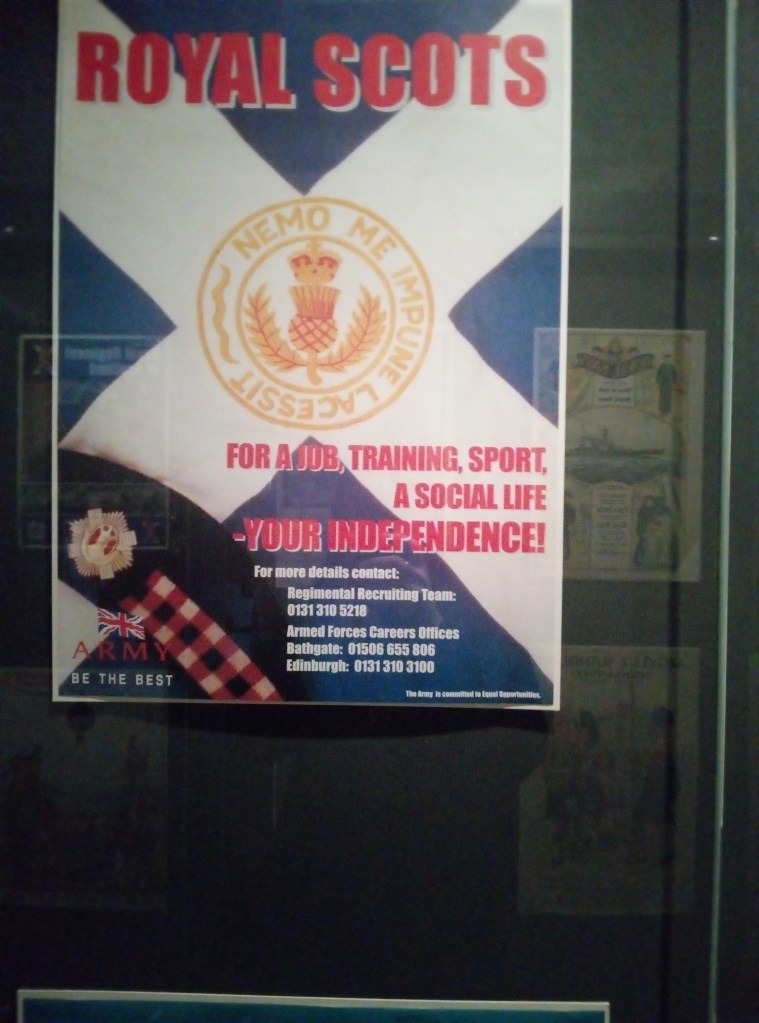 ROYAL SCOTS
NEMO ME IMPUNE LACESSIT
FOR A JOB, TRAINING, SPORT,
A SOCIAL LIFE
-YOUR INDEPENDENCE!
For more details contact:
Regimental Recruiting Team:
0131 310 5218
Armed Forces Careers Offices
Bathgate: 01506 655 806
Edinburgh: 0131 310 3100
ARMY
BE THE BEST
The Army is committed to Equal Opportunities.